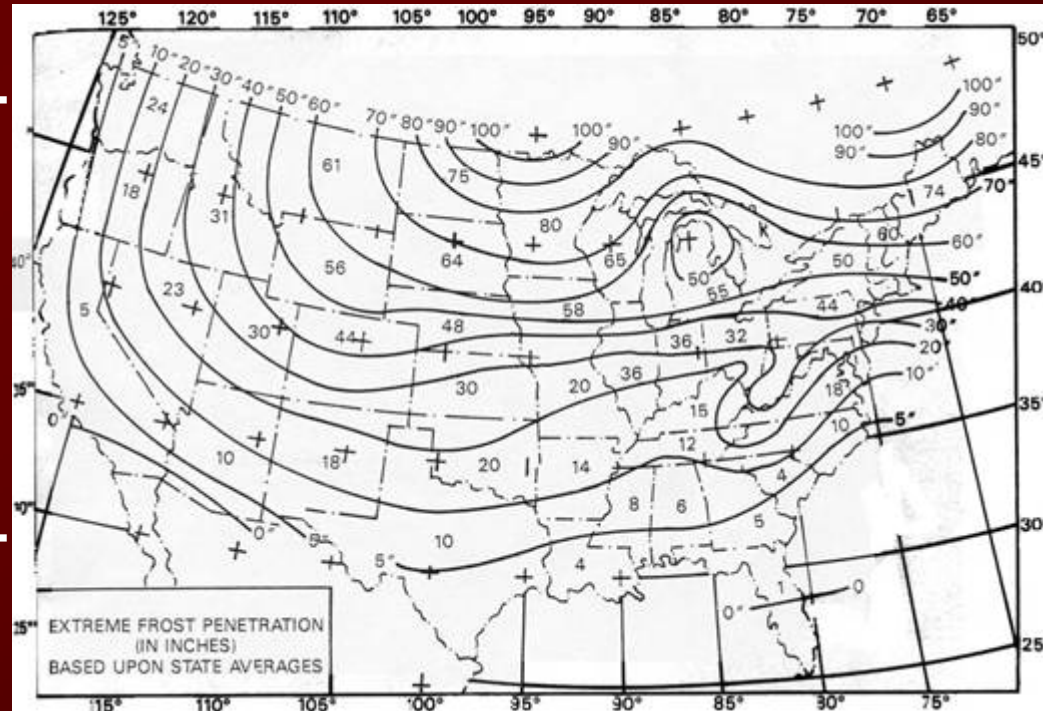 125° 120° 115° 110° 105° 100° 95° 90° 85° 80° 75° 70° 65°
5" 10" 20" 30" 40" 50" 60" 70" 80" 90" 100" 90" 80"
50°
100"
90"
100" 80"
90"
45°
70"
24 61 75 74
18 31 80 60 60"
40° 56 64 65 50 50 50"
55
23 58 44 40"
40°
5 30 44 48 36 32 30"
30 20 36 20"
35° 15 18 10"
35°
0 12 10 5"
10 18 20 14 4
8 6
10° 5
30°
0" 5" 5" 10 4 1
0" 0
25° 25°
EXTREME FROST PENETRATION
(IN INCHES)
BASED UPON STATE AVERAGES
115° 110° 105° 100° 95° 90° 85° 80° 75°